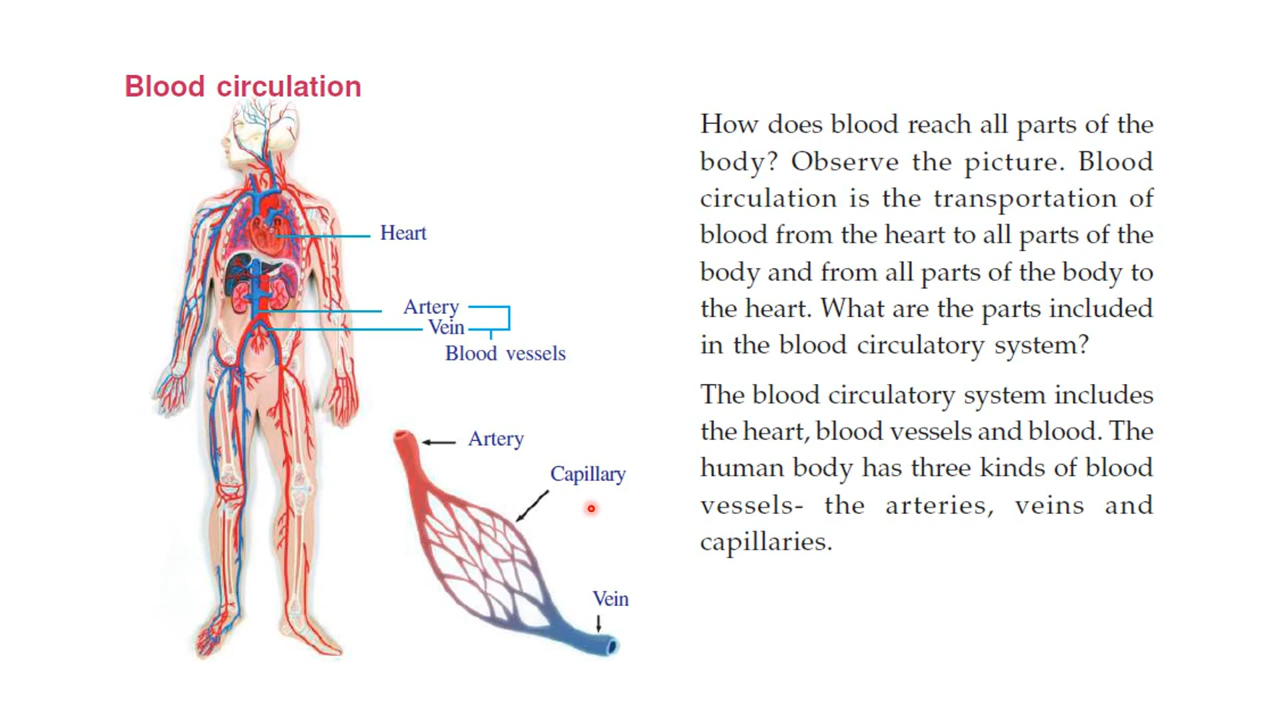 Blood circulation
Heart
Artery
Vein
Blood vessels
Artery
Capillary
Vein
How does blood reach all parts of the
body? Observe the picture. Blood
circulation is the transportation of
blood from the heart to all parts of the
body and from all parts of the body to
the heart. What are the parts included
in the blood circulatory system?
The blood circulatory system includes
the heart, blood vessels and blood. The
human body has three kinds of blood
vessels- the arteries, veins and
capillaries.